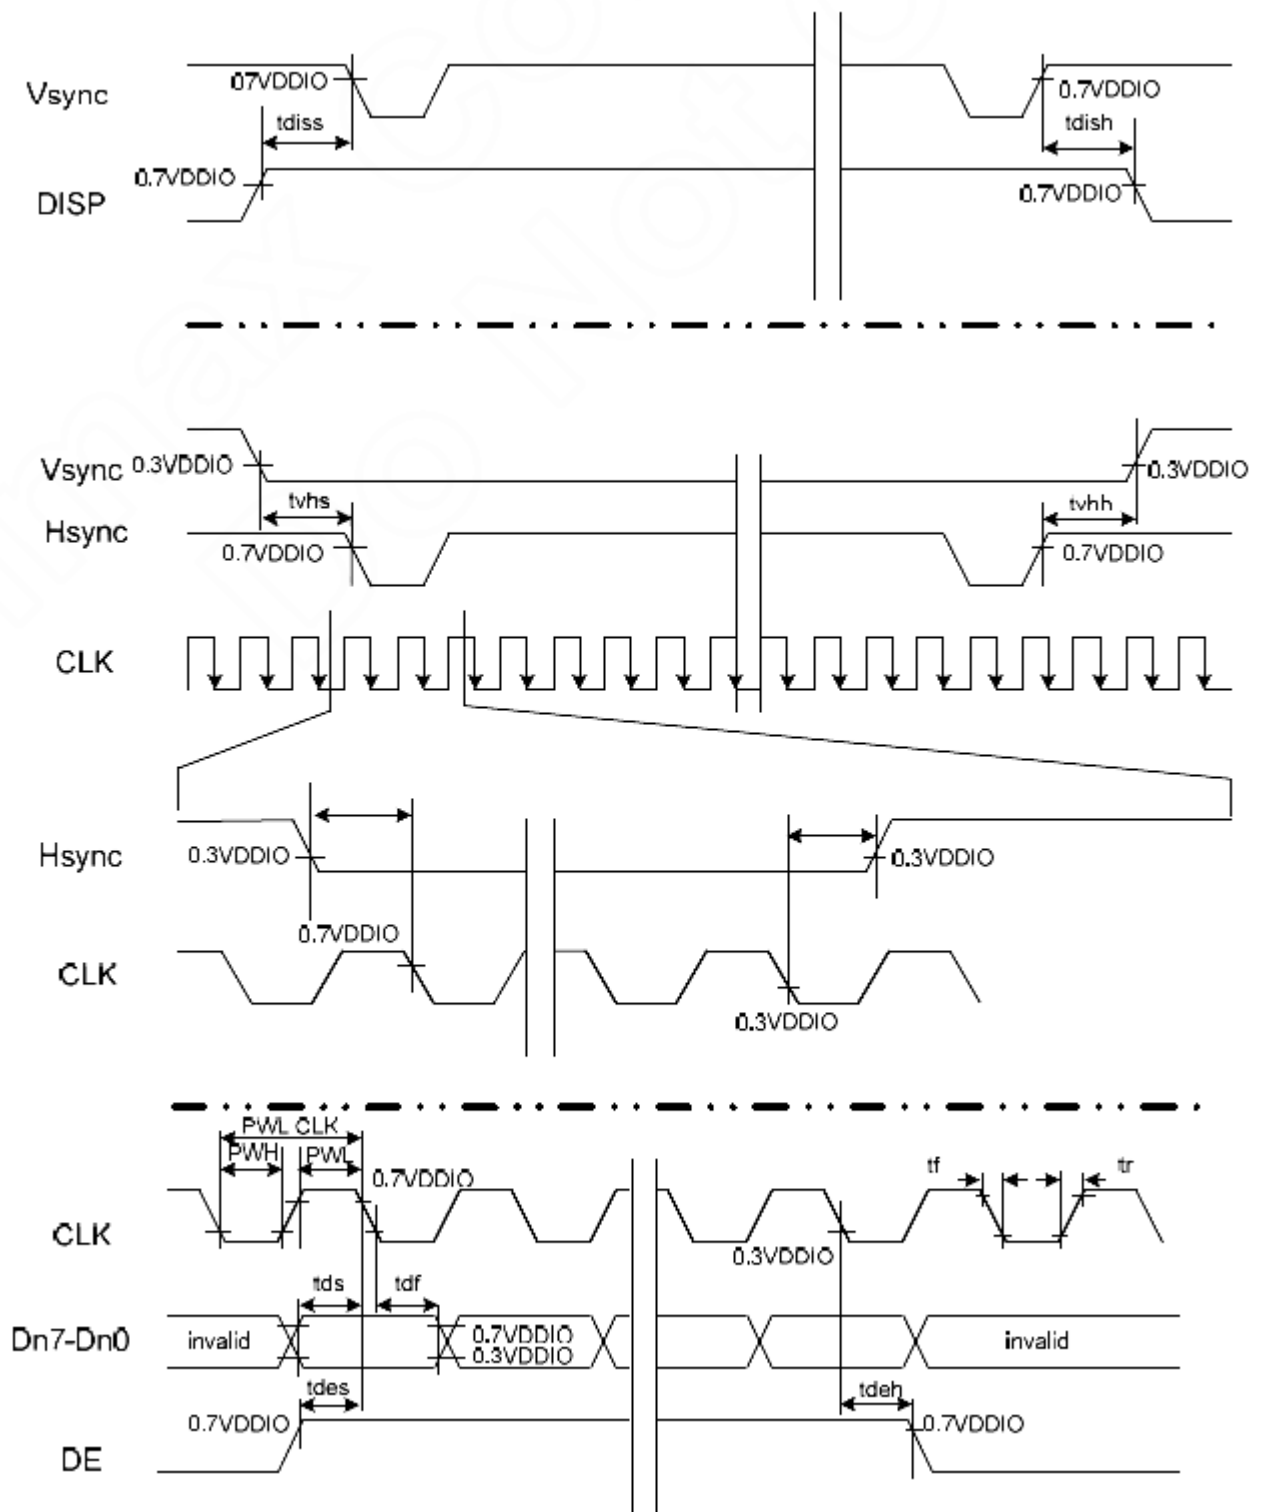 07VDDIO
0.7VDDIO
Vsync
tdiss
tdish
0.7VDDIO
0.7VDDIO
DISP
Vsync
0.3VDDIO
0.3VDDIO
tvhs
tvhh
Hsync
0.7VDDIO
0.7VDDIO
CLK
Hsync
0.3VDDIO
0.3VDDIO
0.7VDDIO
CLK
0.3VDDIO
PWL CLK
PWH
PWL
0.7VDDIO
tf
tr
CLK
0.3VDDIO
tds
tdf
Dn7-Dn0
invalid
0.7VDDIO
0.3VDDIO
invalid
tdes
tdeh
0.7VDDIO
0.7VDDIO
DE